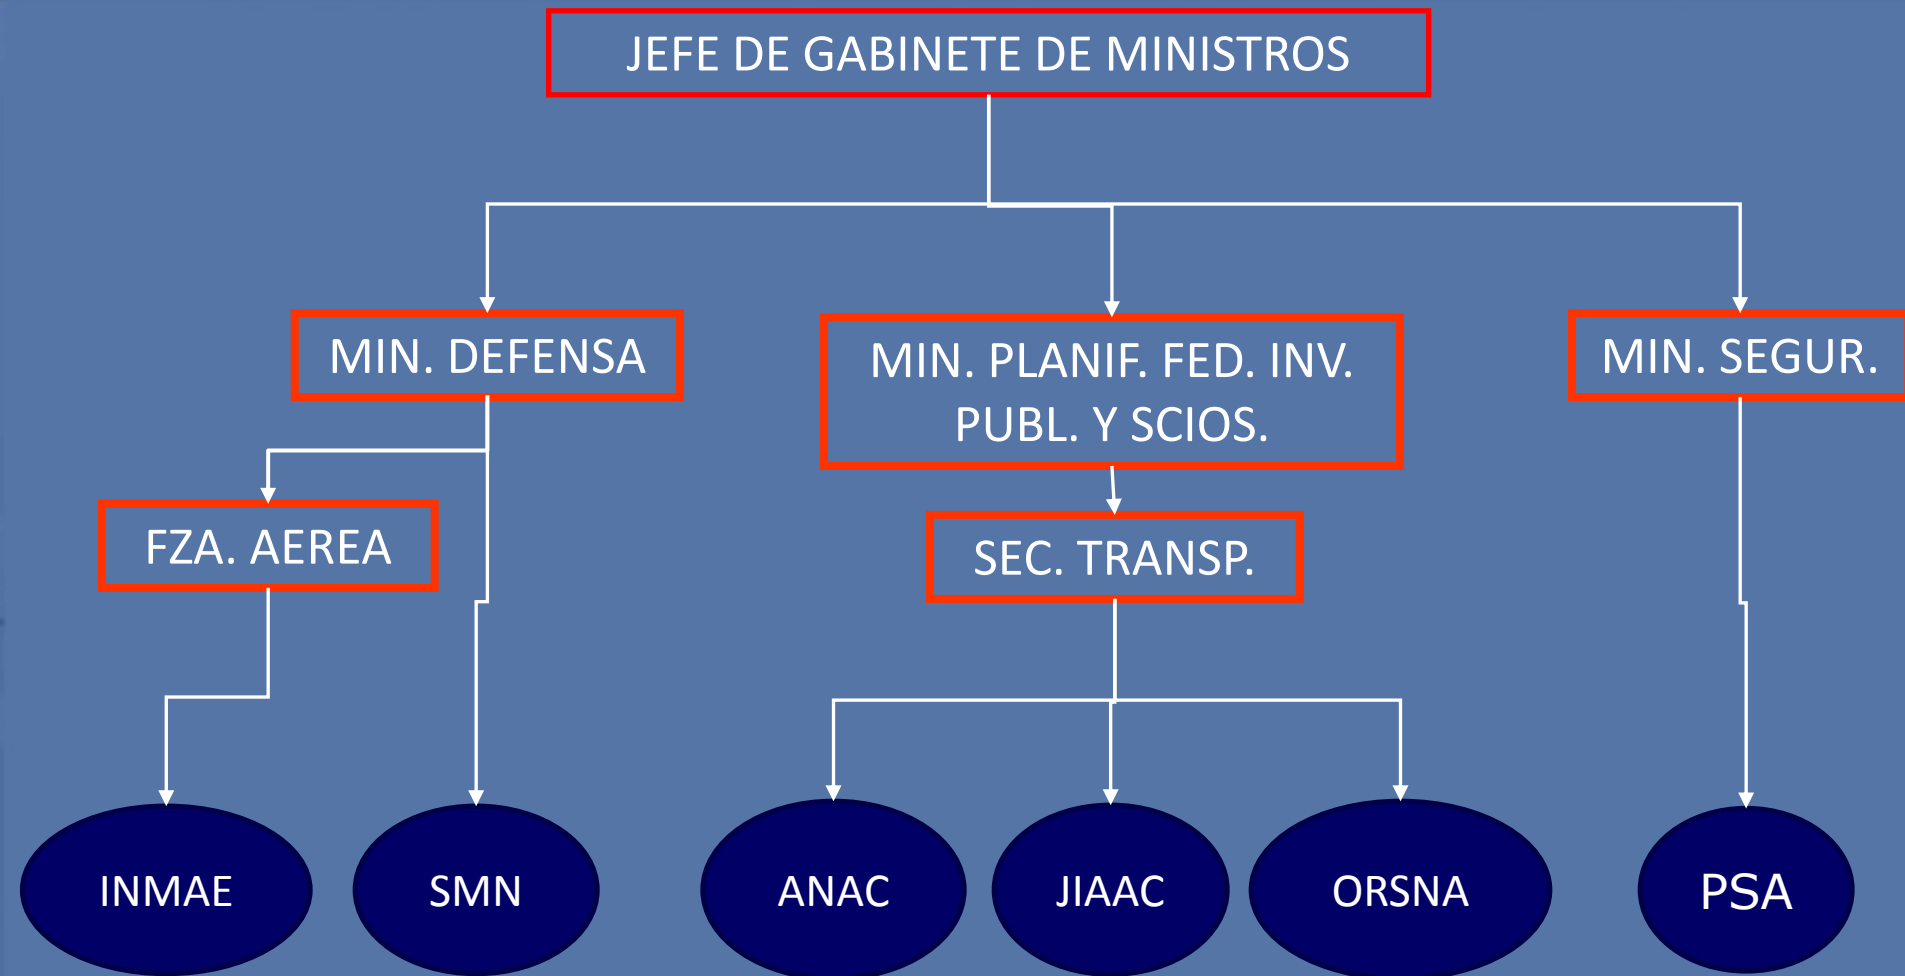 JEFE DE GABINETE DE MINISTROS
MIN. DEFENSA
MIN. PLANIF. FED. INV.
PUBL. Y SCIOS.
MIN. SEGUR.
FZA. AEREA
SEC. TRANSP.
INMAE
SMN
ANAC
JIAAC
ORSNA
PSA